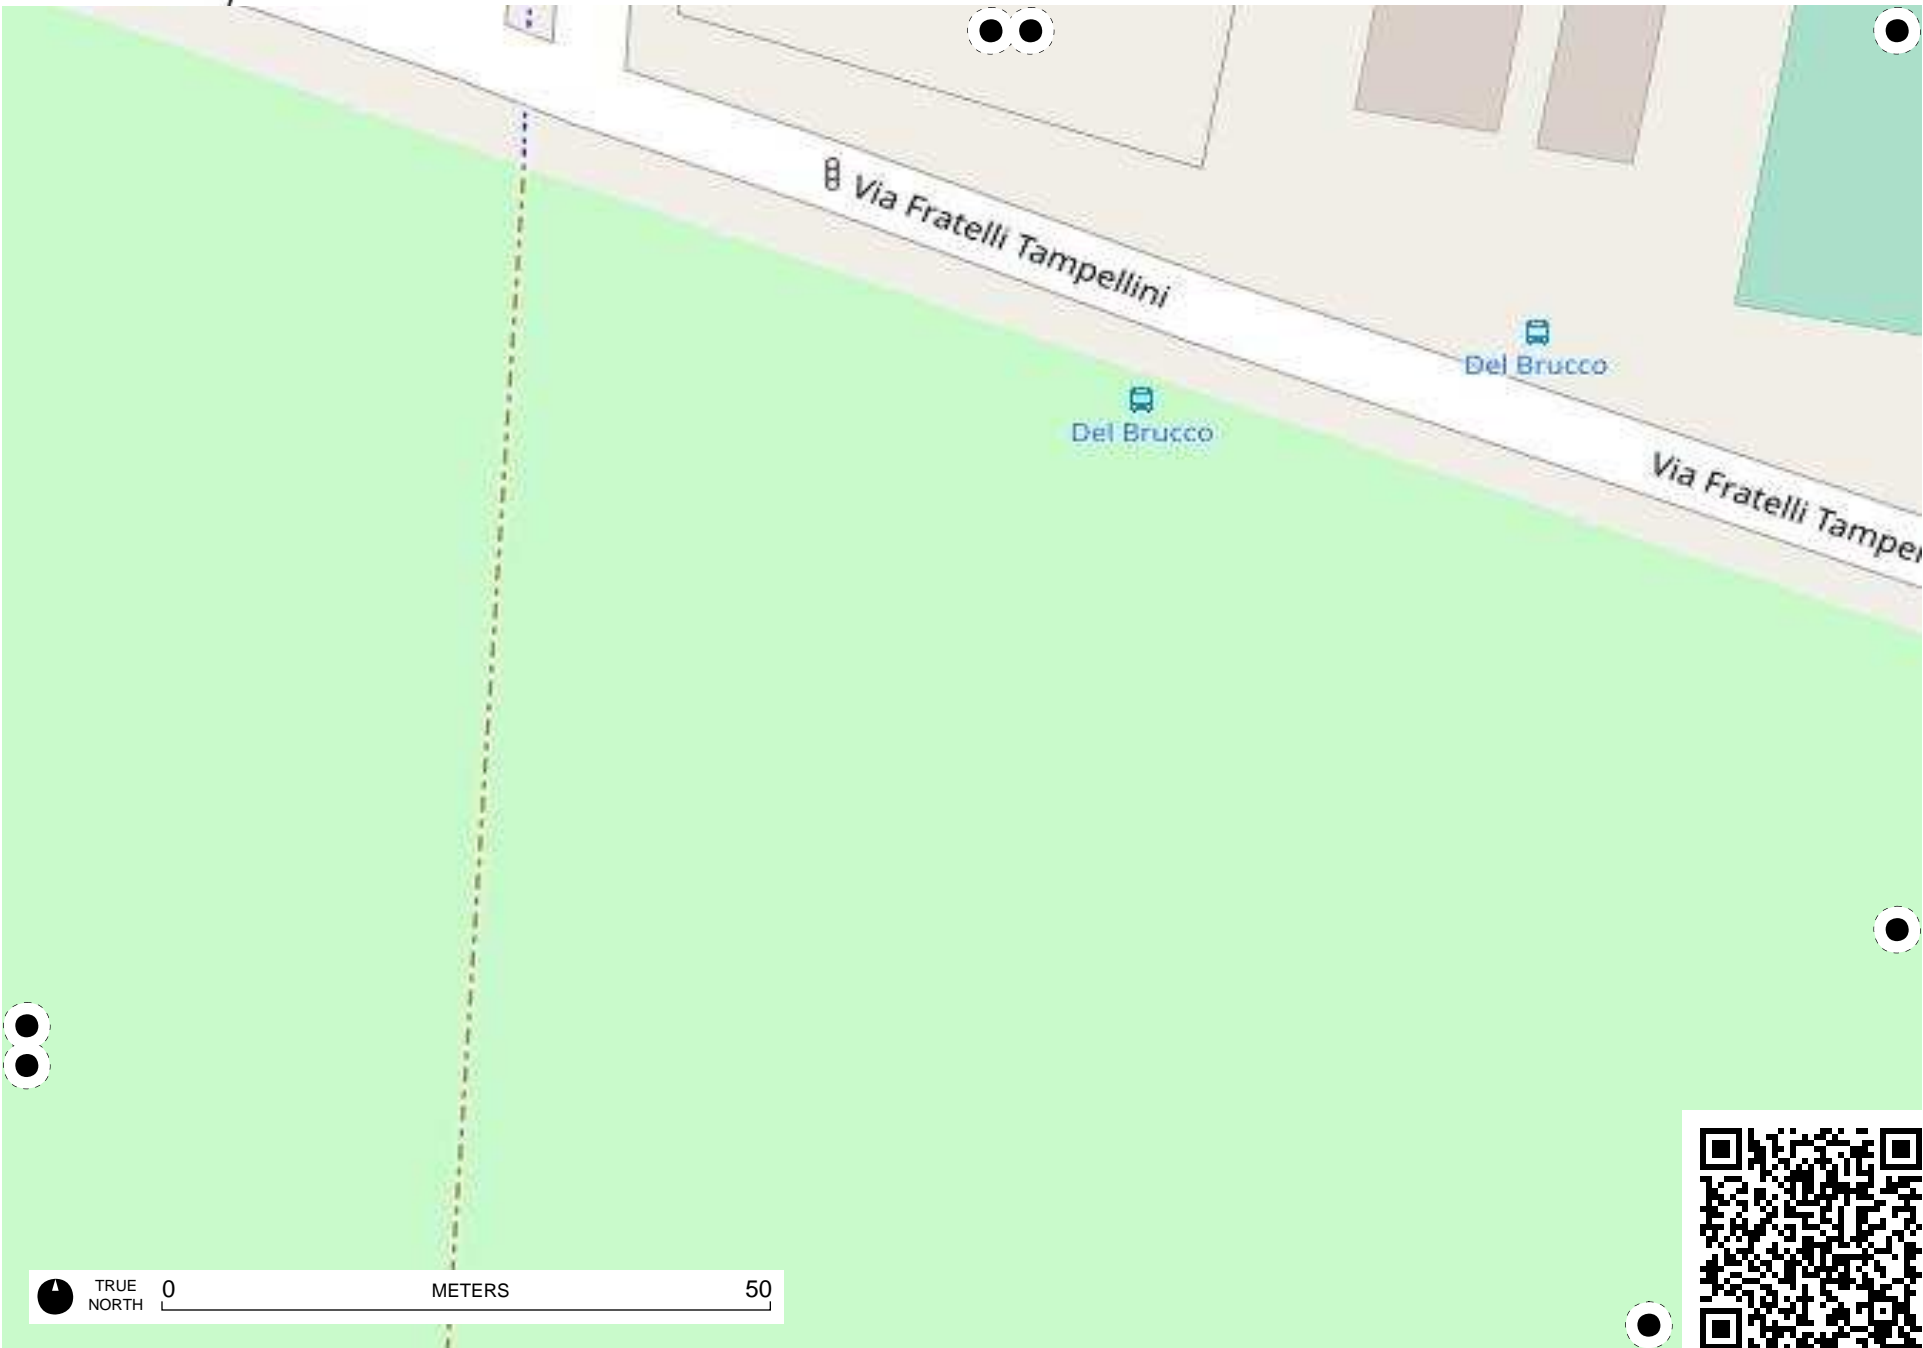 Via Fratelli Tampellini
Del Brucco
Del Brucco
Via Fratelli Tamper
TRUE
NORTH
0
METERS
50